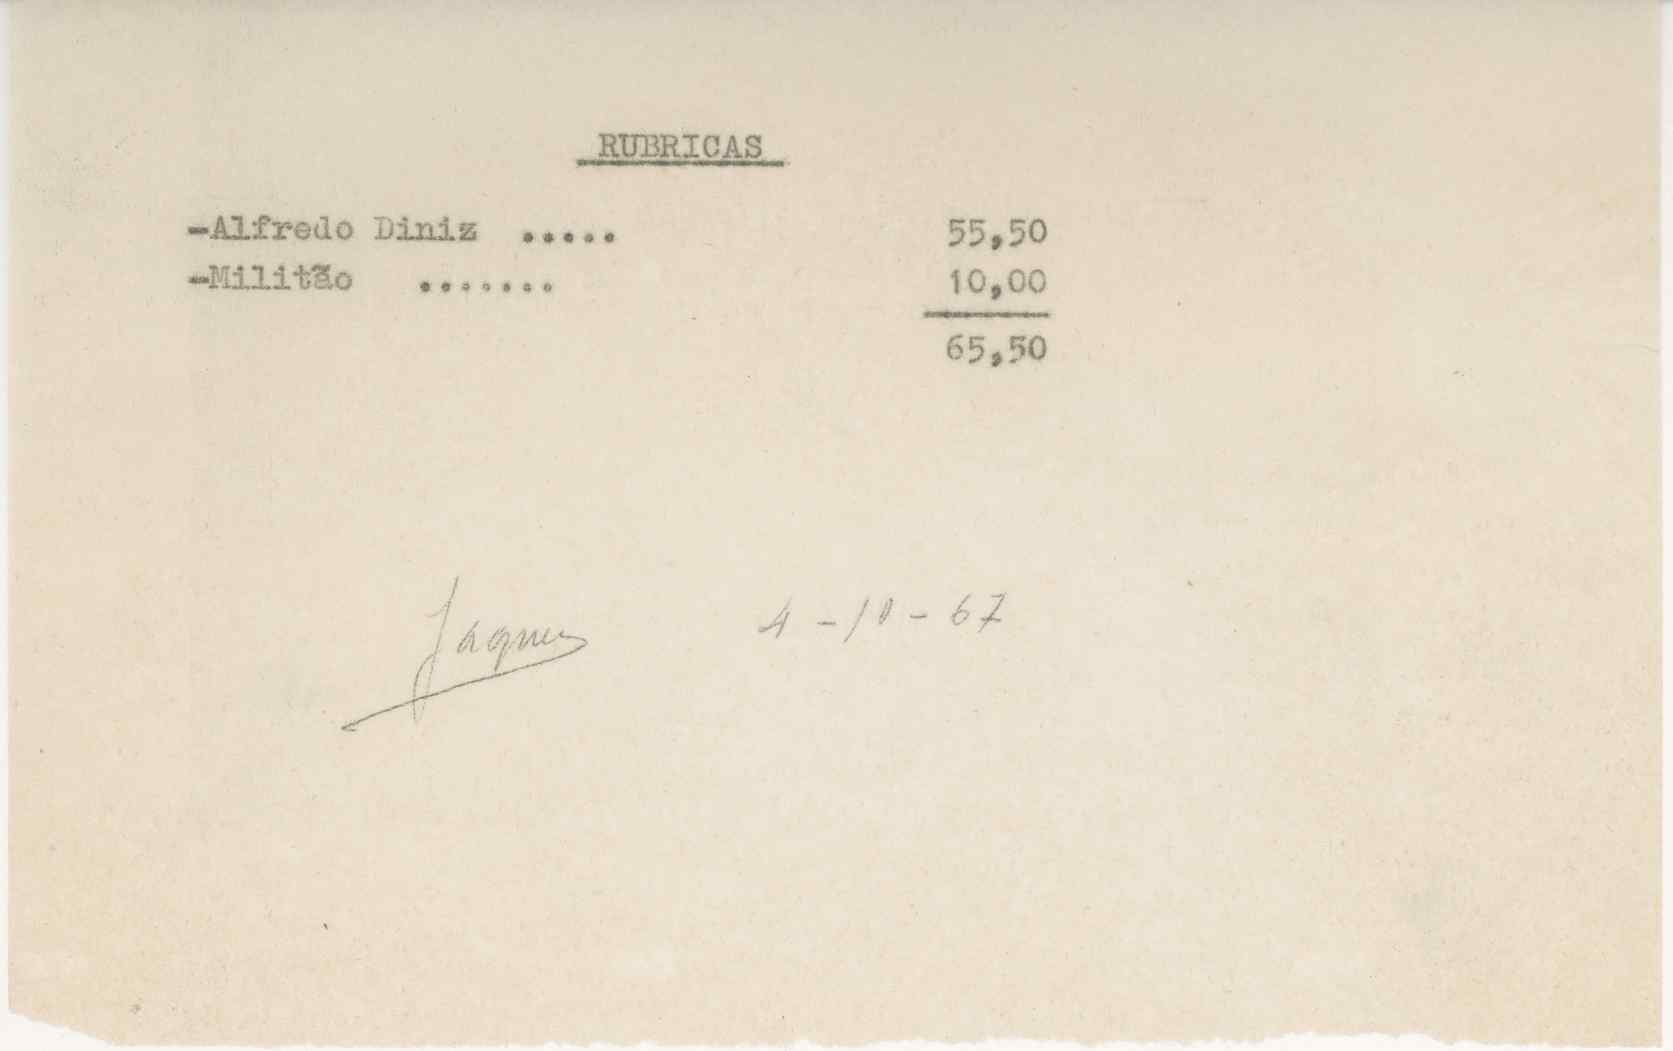 RUBRICAS
-Alfredo Diniz ..... 55,50
-Militão ....... 10,00
65,50
Jaques 4-10-67